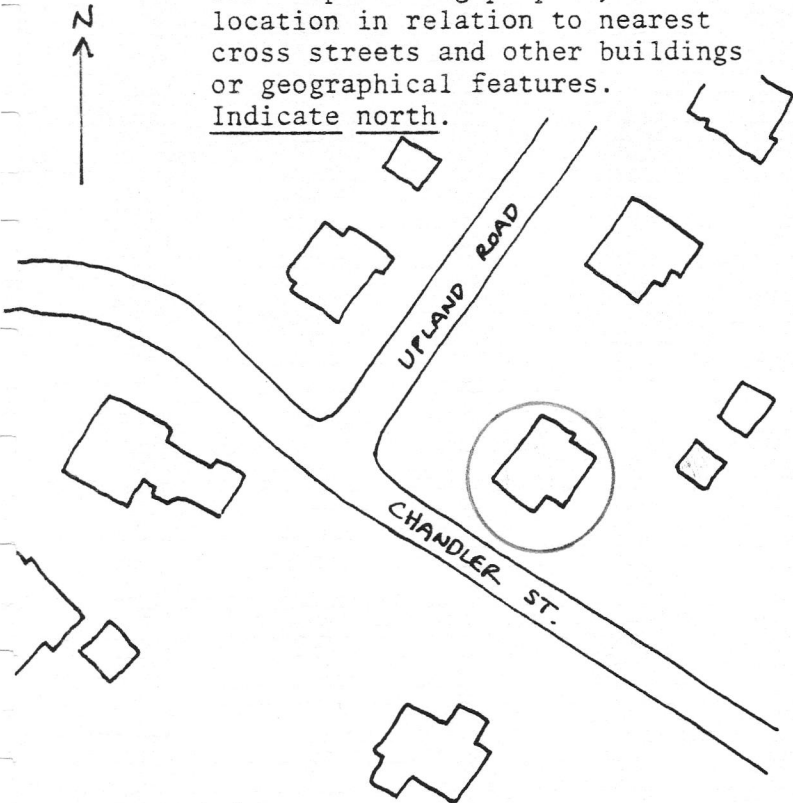 location in relation to nearest
cross streets and other buildings
or geographical features.
Indicate north.
N
UPLAND ROAD
CHANDLER ST.